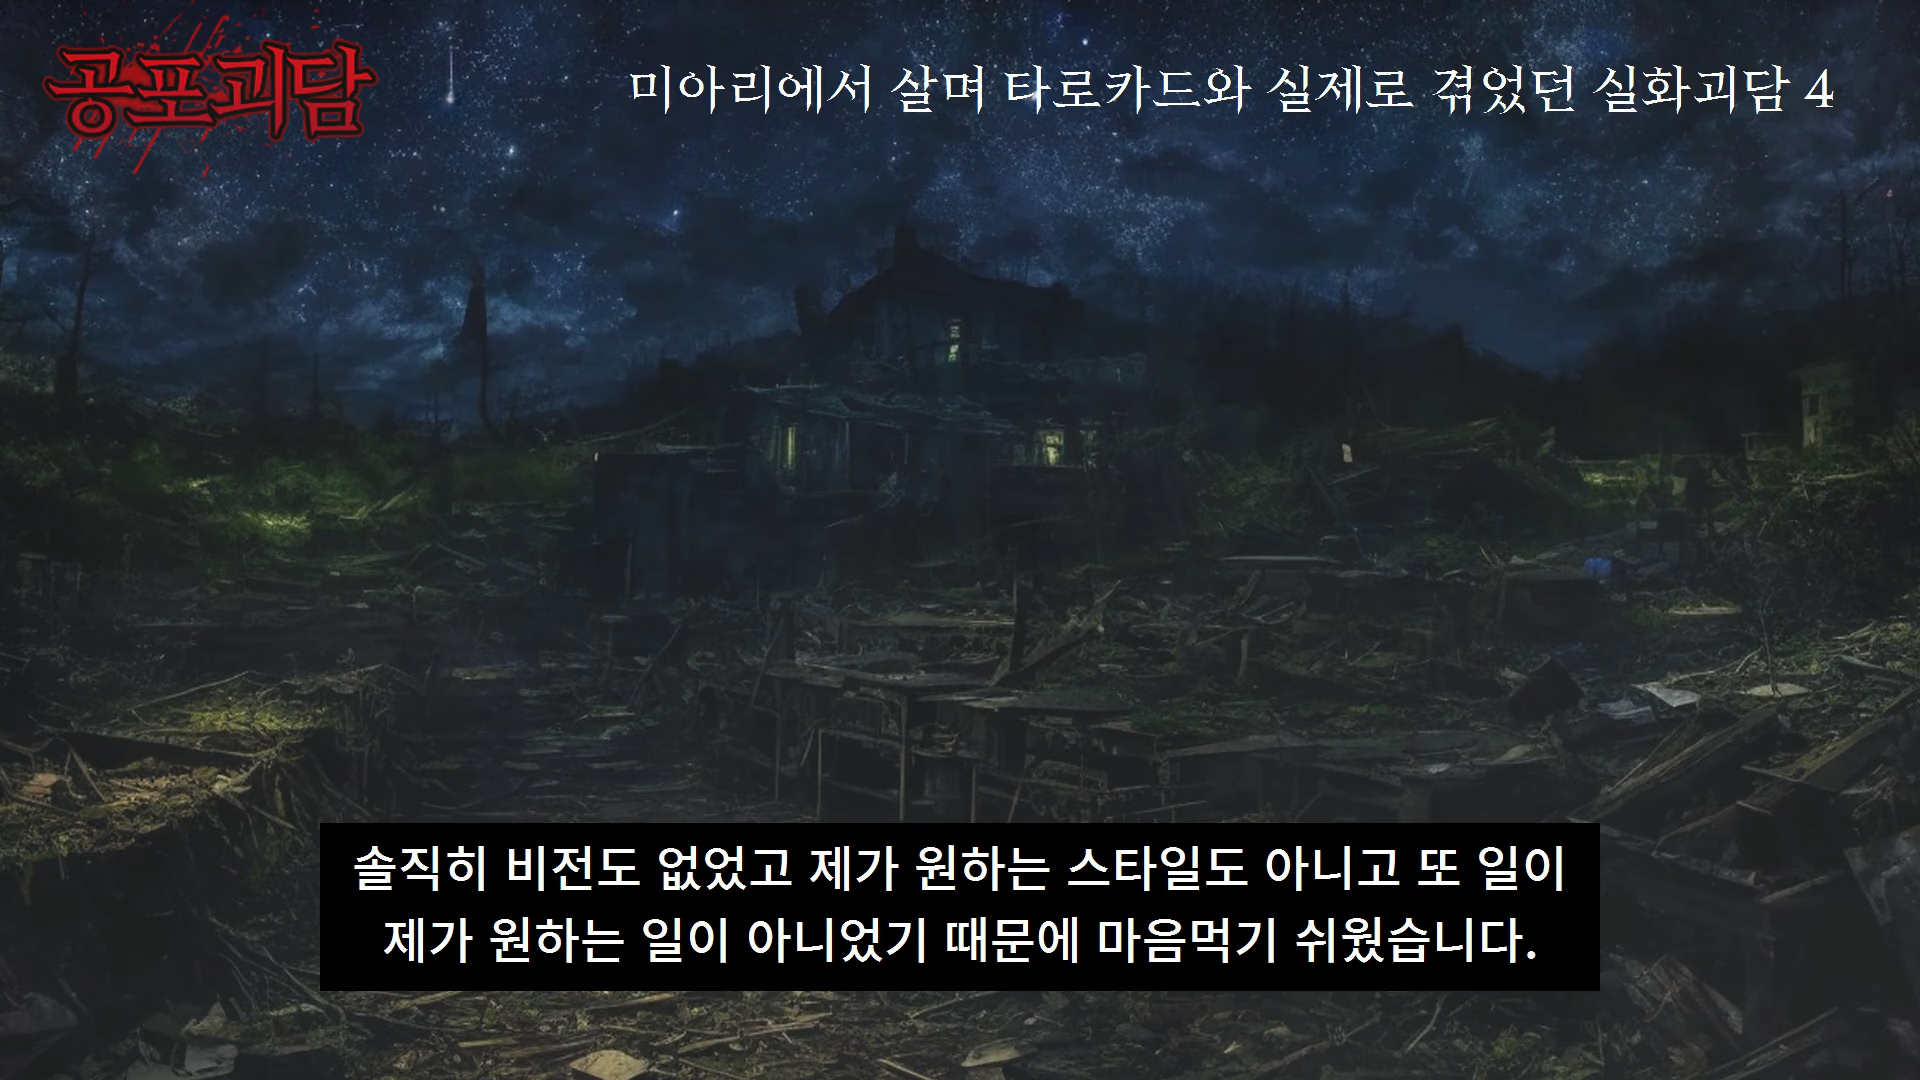 공포괴담
미아리에서 살며 타로카드와 실제로 겪었던 실화괴담 4
솔직히 비전도 없었고 제가 원하는 스타일도 아니고 또 일이
제가 원하는 일이 아니었기 때문에 마음먹기 쉬웠습니다.